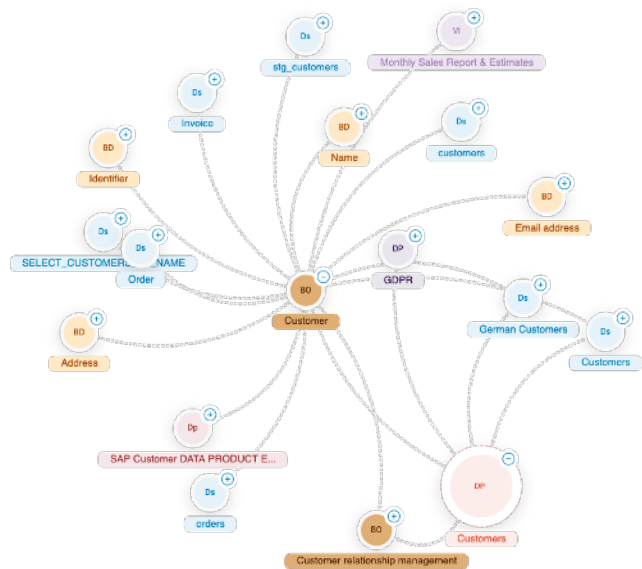 Ds
stg_customers
VI
Monthly Sales Report & Estimates
Ds
Invoice
BD
Name
Ds
customers
BD
Identifier
BD
Email address
Ds
SELECT_CUSTOMERS NAME
Ds
Order
DP
GDPR
BO
Customer
Ds
German Customers
Ds
Customers
BD
Address
Dp
SAP Customer DATA PRODUCT E...
Ds
orders
DP
Customers
BO
Customer relationship management